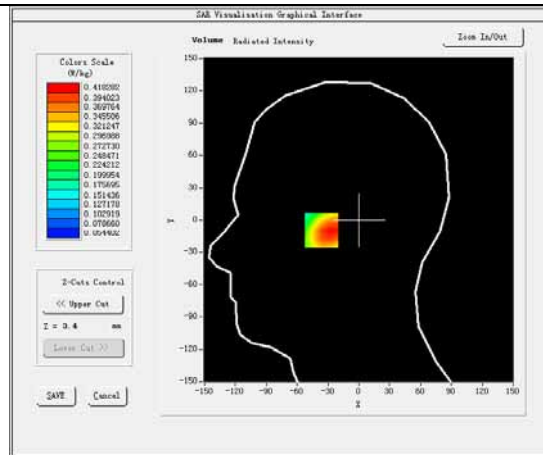 SAR Visualisation Graphical Interface
Volume Radiated Intensity
Zoom In/Out
Colors Scale
(W/kg)
0.418282
0.394023
0.369764
0.345506
0.321247
0.296988
0.272730
0.248471
0.224212
0.199954
0.175695
0.151436
0.127178
0.102919
0.078660
0.054402
Z-Cuts Control
<< Upper Cut
Z = 3.4 mm
Lower Cut >>
SAVE Cancel
150
120
90
60
30
0
-30
-60
-90
-120
-150
Y
-150 -120 -90 -60 -30 0 30 60 90 120 150
X